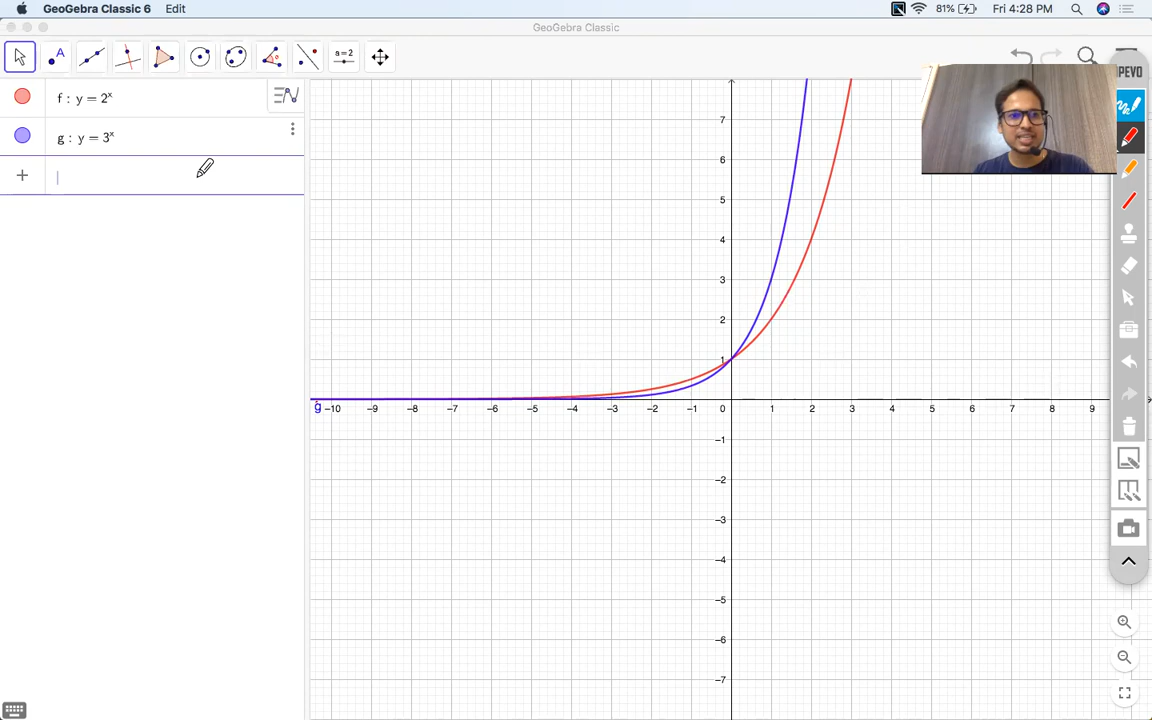 GeoGebra Classic 6 Edit 81% Fri 4:28 PM
GeoGebra Classic
A a=2
f : y = 2ˣ
g : y = 3ˣ
IPEVO
7
6
5
4
3
2
1
g −10 −9 −8 −7 −6 −5 −4 −3 −2 −1 0 1 2 3 4 5 6 7 8 9
−1
−2
−3
−4
−5
−6
−7